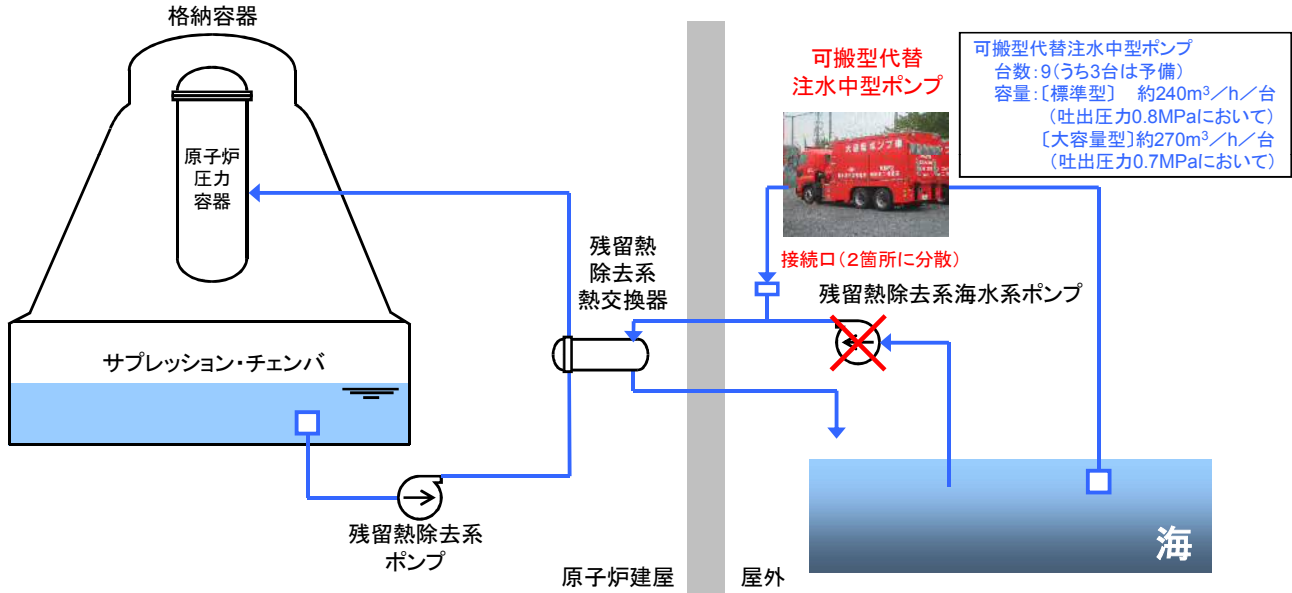 格納容器
原子炉
圧力
容器
サプレッション・チェンバ
残留熱除去系
ポンプ
残留熱
除去系
熱交換器
原子炉建屋
屋外
可搬型代替
注水中型ポンプ
接続口(2箇所に分散)
残留熱除去系海水系ポンプ
可搬型代替注水中型ポンプ
台数:9(うち3台は予備)
容量:〔標準型〕 約240m³/h/台
(吐出圧力0.8MPaにおいて)
〔大容量型〕約270m³/h/台
(吐出圧力0.7MPaにおいて)
海